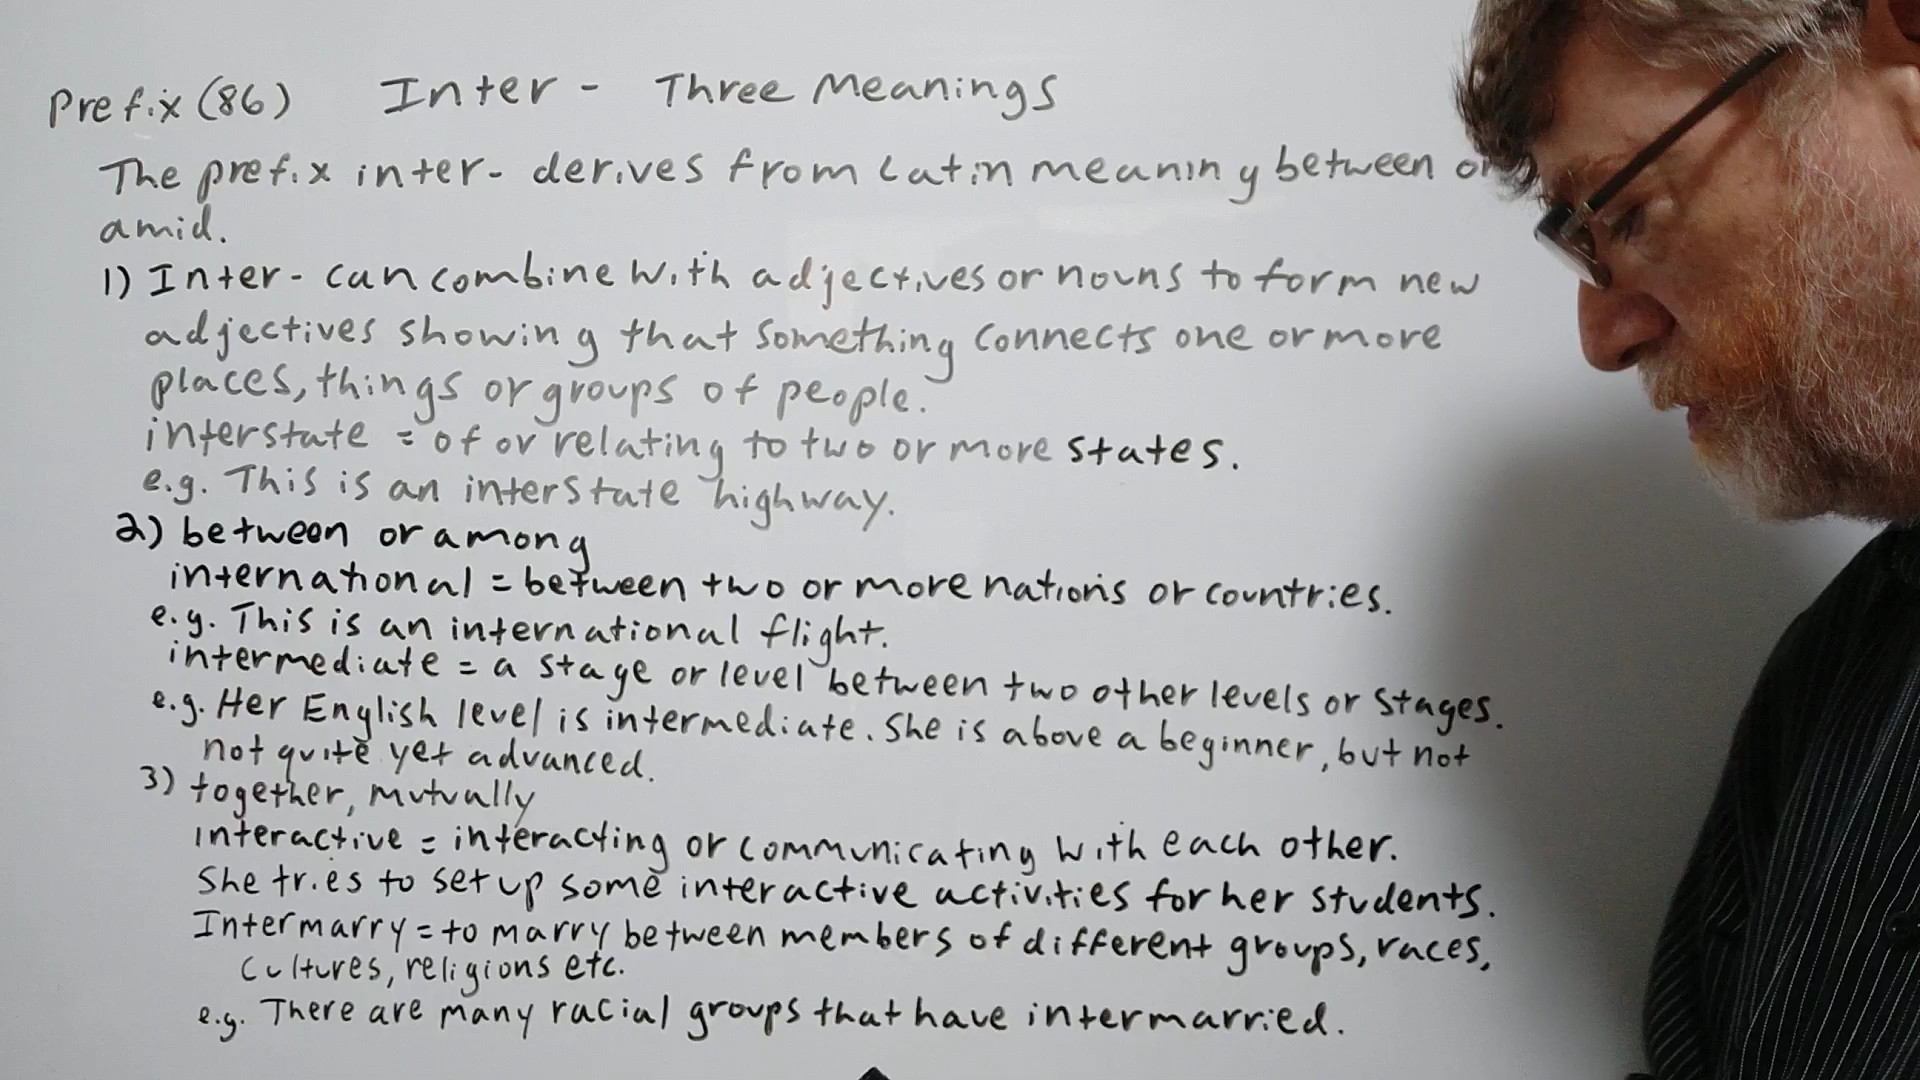 Prefix (86) Inter - Three Meanings
The prefix inter- derives from Latin meaning between or
amid.
1) Inter- can combine with adjectives or nouns to form new
adjectives showing that something connects one or more
places, things or groups of people.
interstate = of or relating to two or more states.
e.g. This is an interstate highway.
2) between or among
international = between two or more nations or countries.
e.g. This is an international flight.
intermediate = a stage or level between two other levels or stages.
e.g. Her English level is intermediate. She is above a beginner, but not
not quite yet advanced.
3) together, mutually
interactive = interacting or communicating with each other.
She tries to set up some interactive activities for her students.
Intermarry = to marry between members of different groups, races,
cultures, religions etc.
e.g. There are many racial groups that have intermarried.